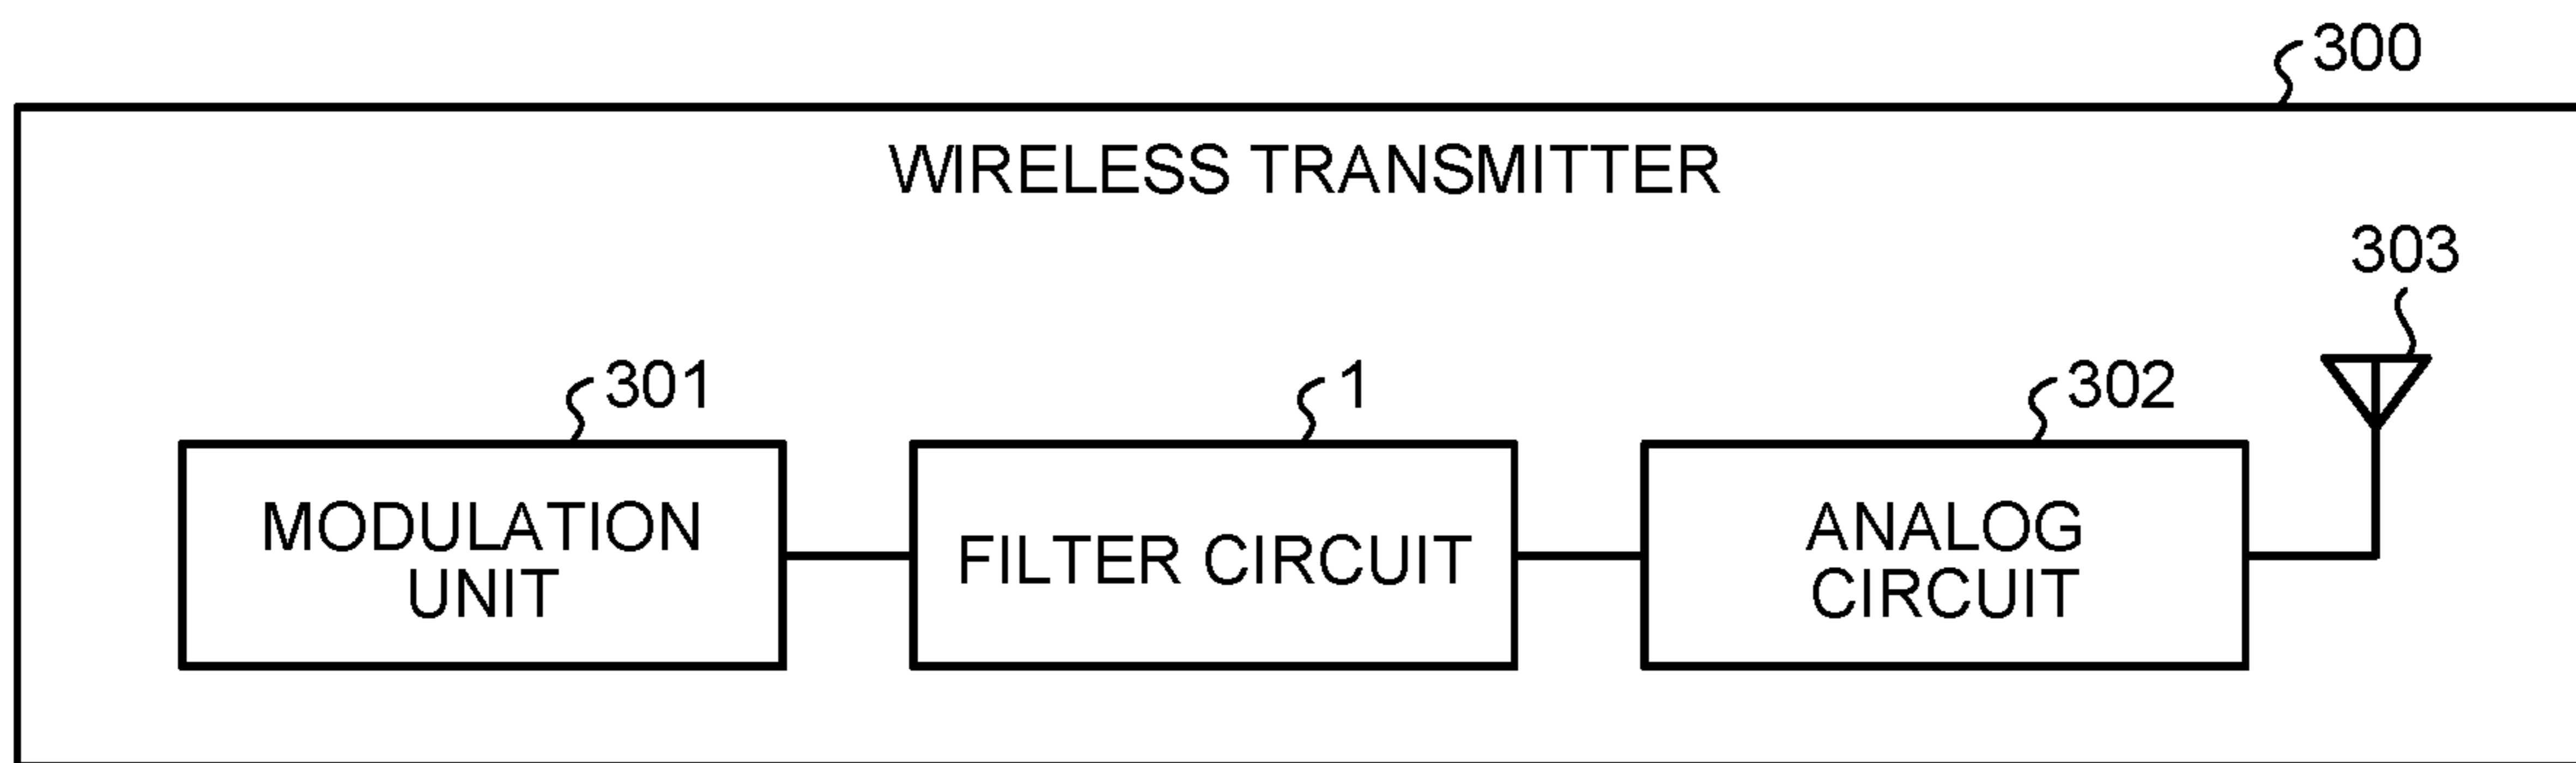 300
WIRELESS TRANSMITTER
303
301
1
302
MODULATION
UNIT
FILTER CIRCUIT
ANALOG
CIRCUIT